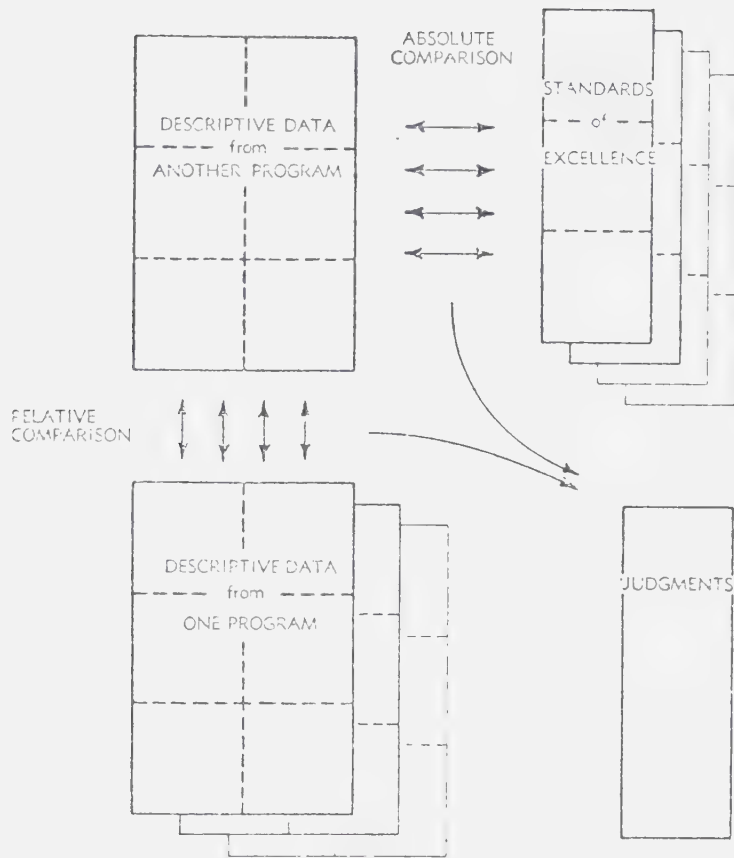 ABSOLUTE
COMPARISON
STANDARDS
of
EXCELLENCE
DESCRIPTIVE DATA
from
ANOTHER PROGRAM
RELATIVE
COMPARISON
DESCRIPTIVE DATA
from
ONE PROGRAM
JUDGMENTS